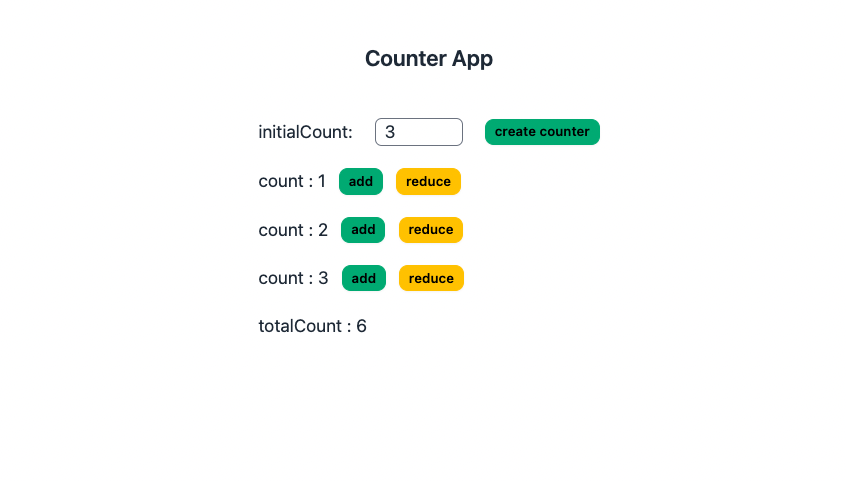 Counter App
initialCount: 3 create counter
count : 1 add reduce
count : 2 add reduce
count : 3 add reduce
totalCount : 6